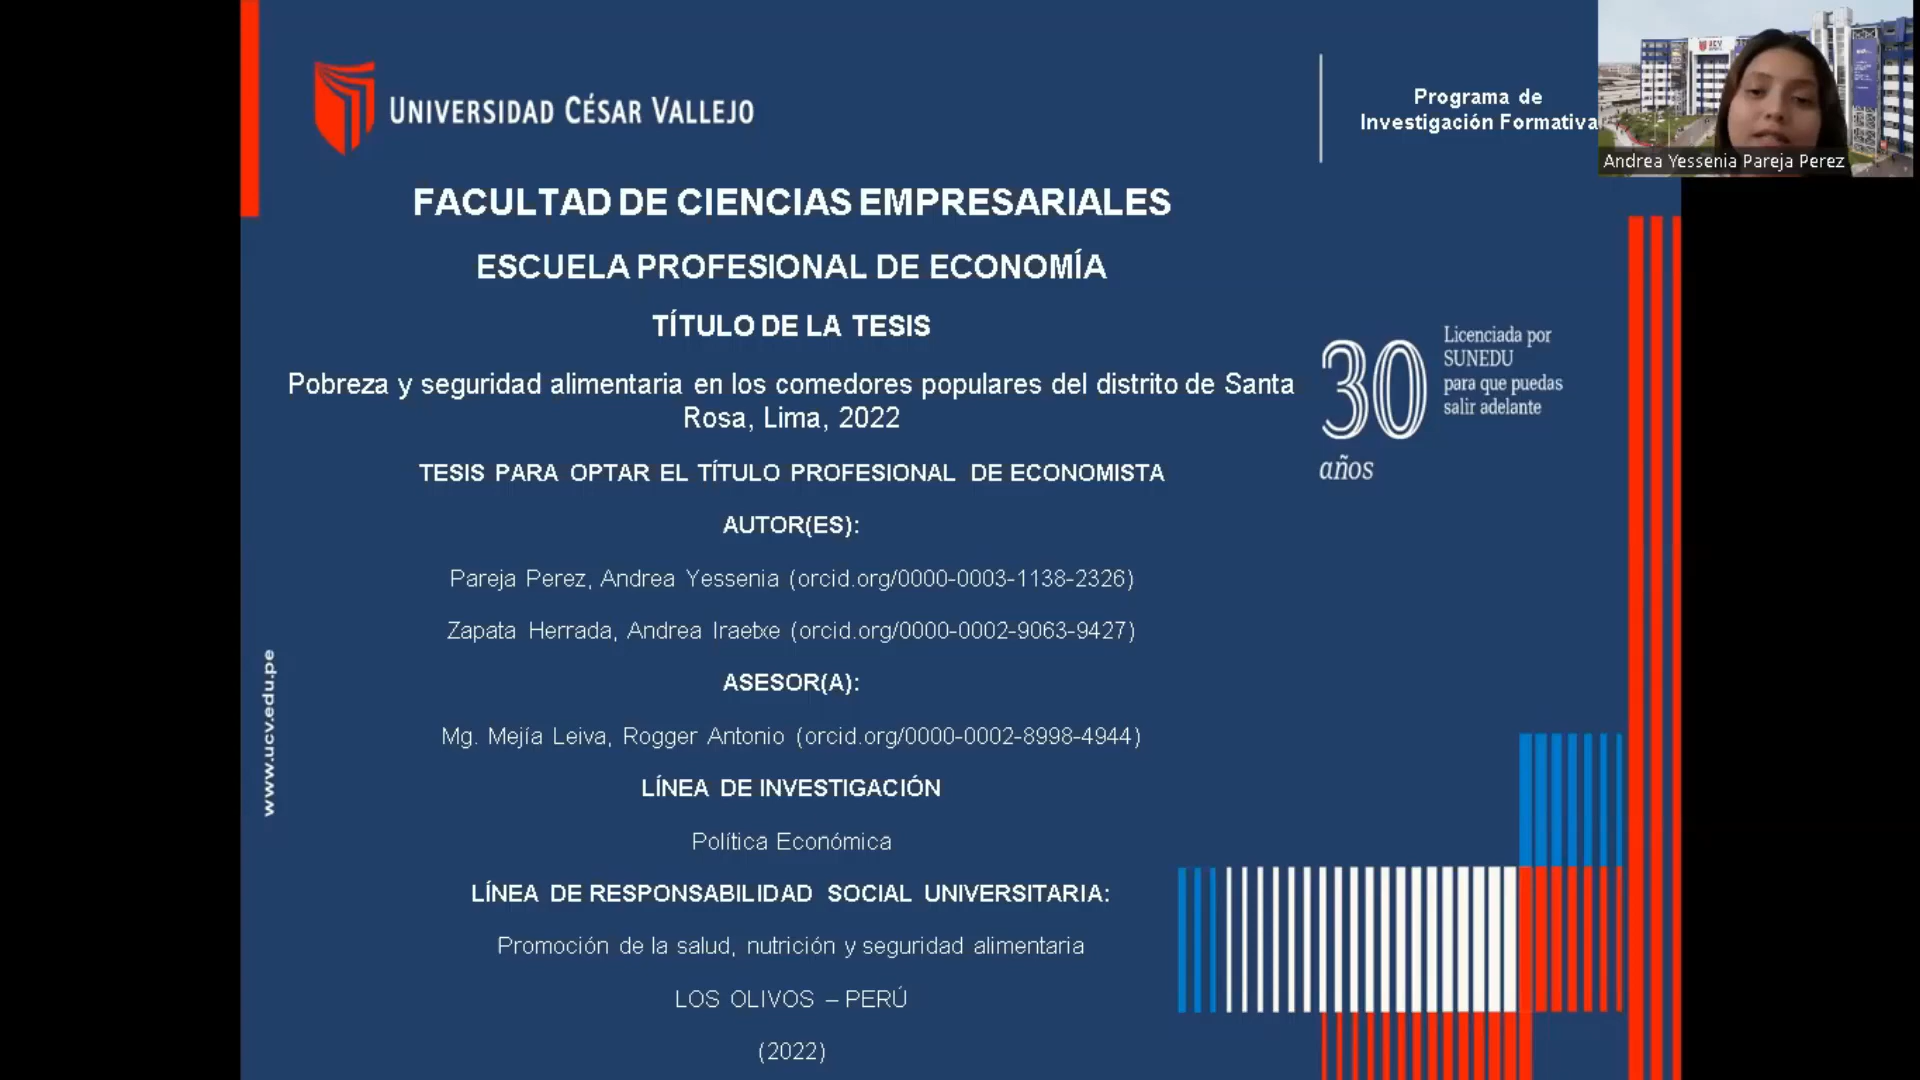 UNIVERSIDAD CÉSAR VALLEJO
Programa de
Investigación Formativa
UCV
Andrea Yessenia Pareja Perez
FACULTAD DE CIENCIAS EMPRESARIALES
ESCUELA PROFESIONAL DE ECONOMÍA
TÍTULO DE LA TESIS
Pobreza y seguridad alimentaria en los comedores populares del distrito de Santa
Rosa, Lima, 2022
30
años
Licenciada por
SUNEDU
para que puedas
salir adelante
TESIS PARA OPTAR EL TÍTULO PROFESIONAL DE ECONOMISTA
AUTOR(ES):
Pareja Perez, Andrea Yessenia (orcid.org/0000-0003-1138-2326)
Zapata Herrada, Andrea Iraetxe (orcid.org/0000-0002-9063-9427)
ASESOR(A):
Mg. Mejía Leiva, Rogger Antonio (orcid.org/0000-0002-8998-4944)
LÍNEA DE INVESTIGACIÓN
Política Económica
LÍNEA DE RESPONSABILIDAD SOCIAL UNIVERSITARIA:
Promoción de la salud, nutrición y seguridad alimentaria
LOS OLIVOS – PERÚ
(2022)
www.ucv.edu.pe